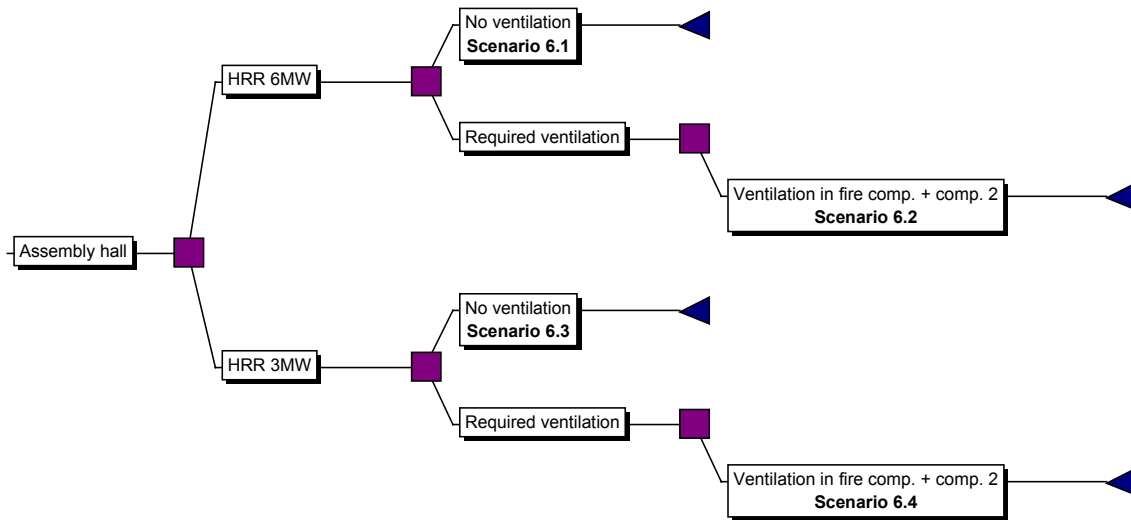 No ventilation
Scenario 6.1
HRR 6MW
Required ventilation
Ventilation in fire comp. + comp. 2
Scenario 6.2
Assembly hall
No ventilation
Scenario 6.3
HRR 3MW
Required ventilation
Ventilation in fire comp. + comp. 2
Scenario 6.4